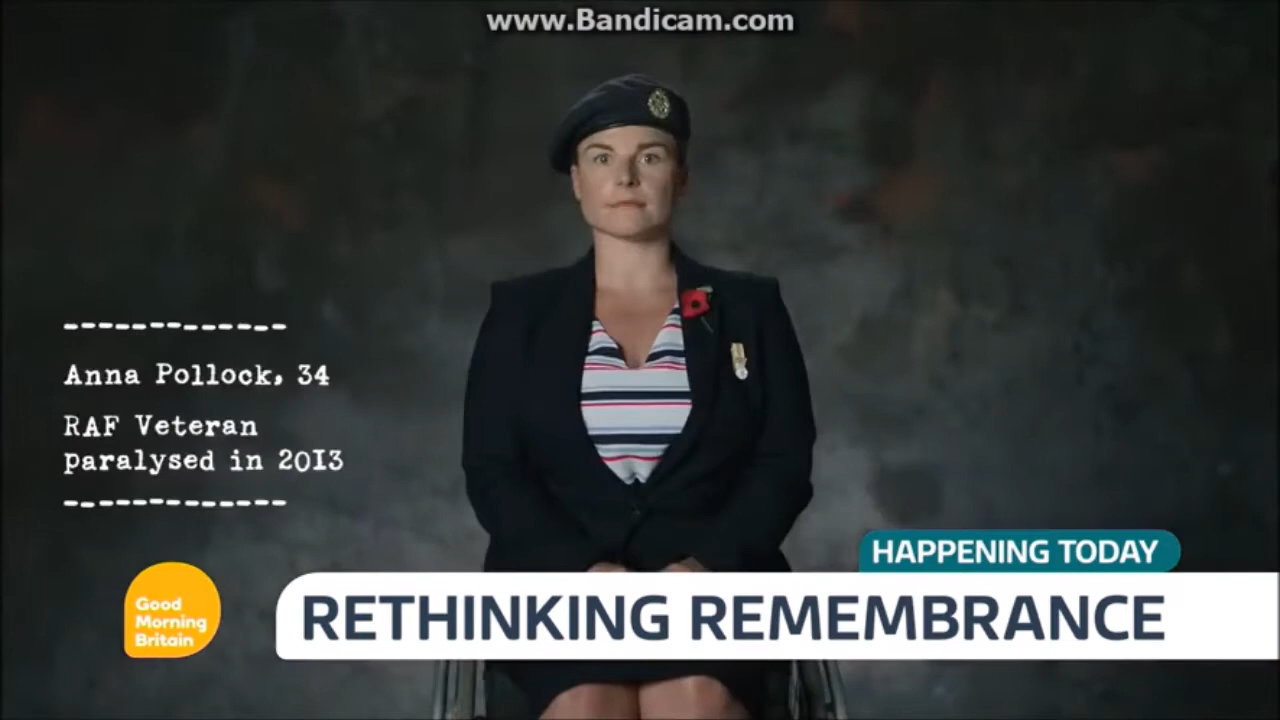 www.Bandicam.com
------------
Anna Pollock, 34
RAF Veteran
paralysed in 2013
------------
HAPPENING TODAY
Good
Morning
Britain
RETHINKING REMEMBRANCE